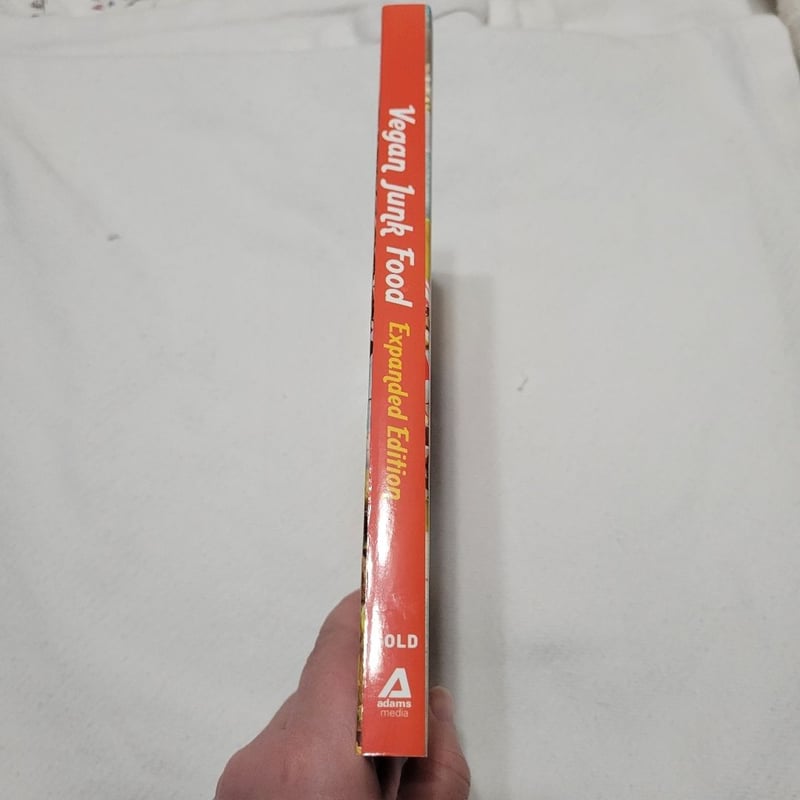 Vegan Junk Food Expanded Edition
OLD
adams
media